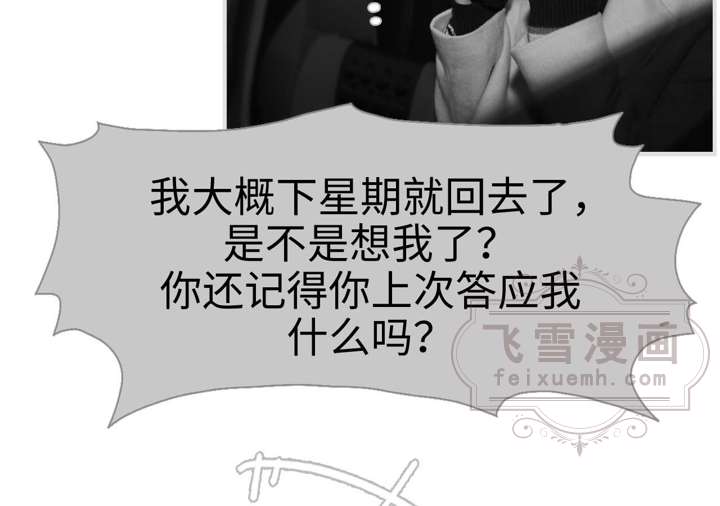 我大概下星期就回去了，
是不是想我了？
你还记得你上次答应我
什么吗？
飞雪漫画
feixuemh.com